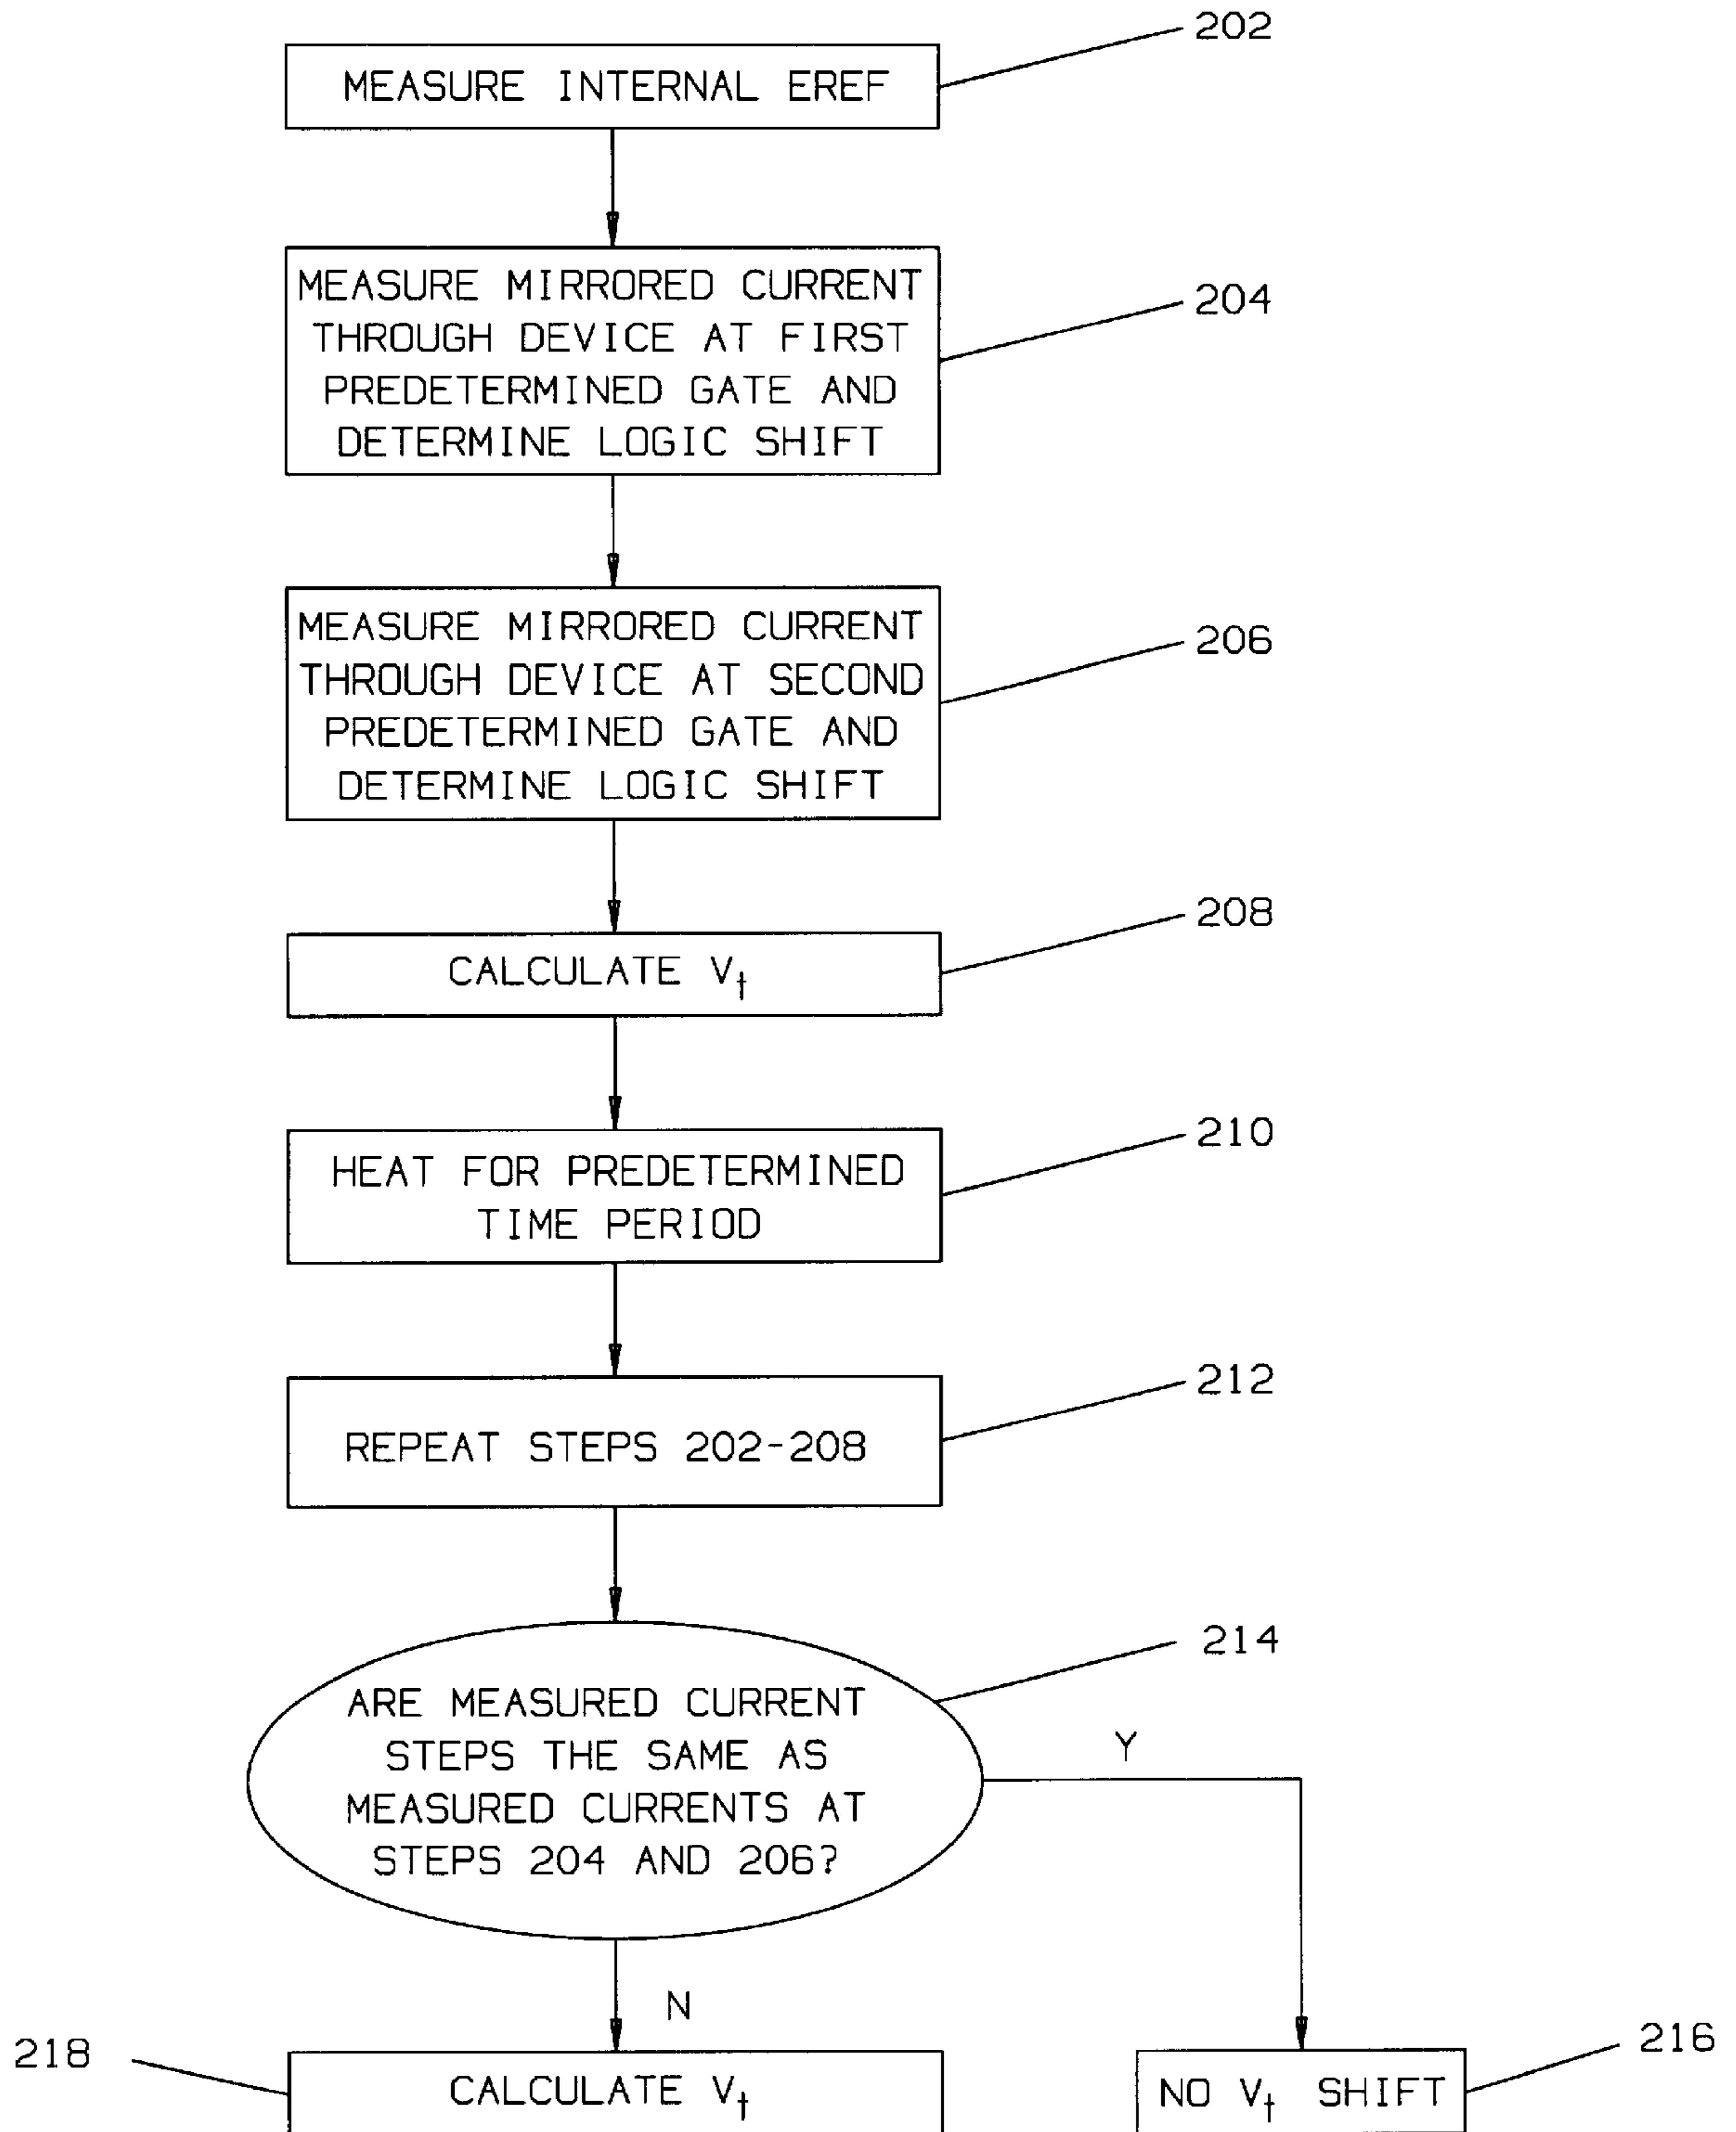 202
MEASURE INTERNAL EREF
MEASURE MIRRORED CURRENT
THROUGH DEVICE AT FIRST
PREDETERMINED GATE AND
DETERMINE LOGIC SHIFT
204
MEASURE MIRRORED CURRENT
THROUGH DEVICE AT SECOND
PREDETERMINED GATE AND
DETERMINE LOGIC SHIFT
206
208
CALCULATE Vt
210
HEAT FOR PREDETERMINED
TIME PERIOD
212
REPEAT STEPS 202-208
214
ARE MEASURED CURRENT
STEPS THE SAME AS
MEASURED CURRENTS AT
STEPS 204 AND 206?
Y
N
218
CALCULATE Vt
216
NO Vt SHIFT